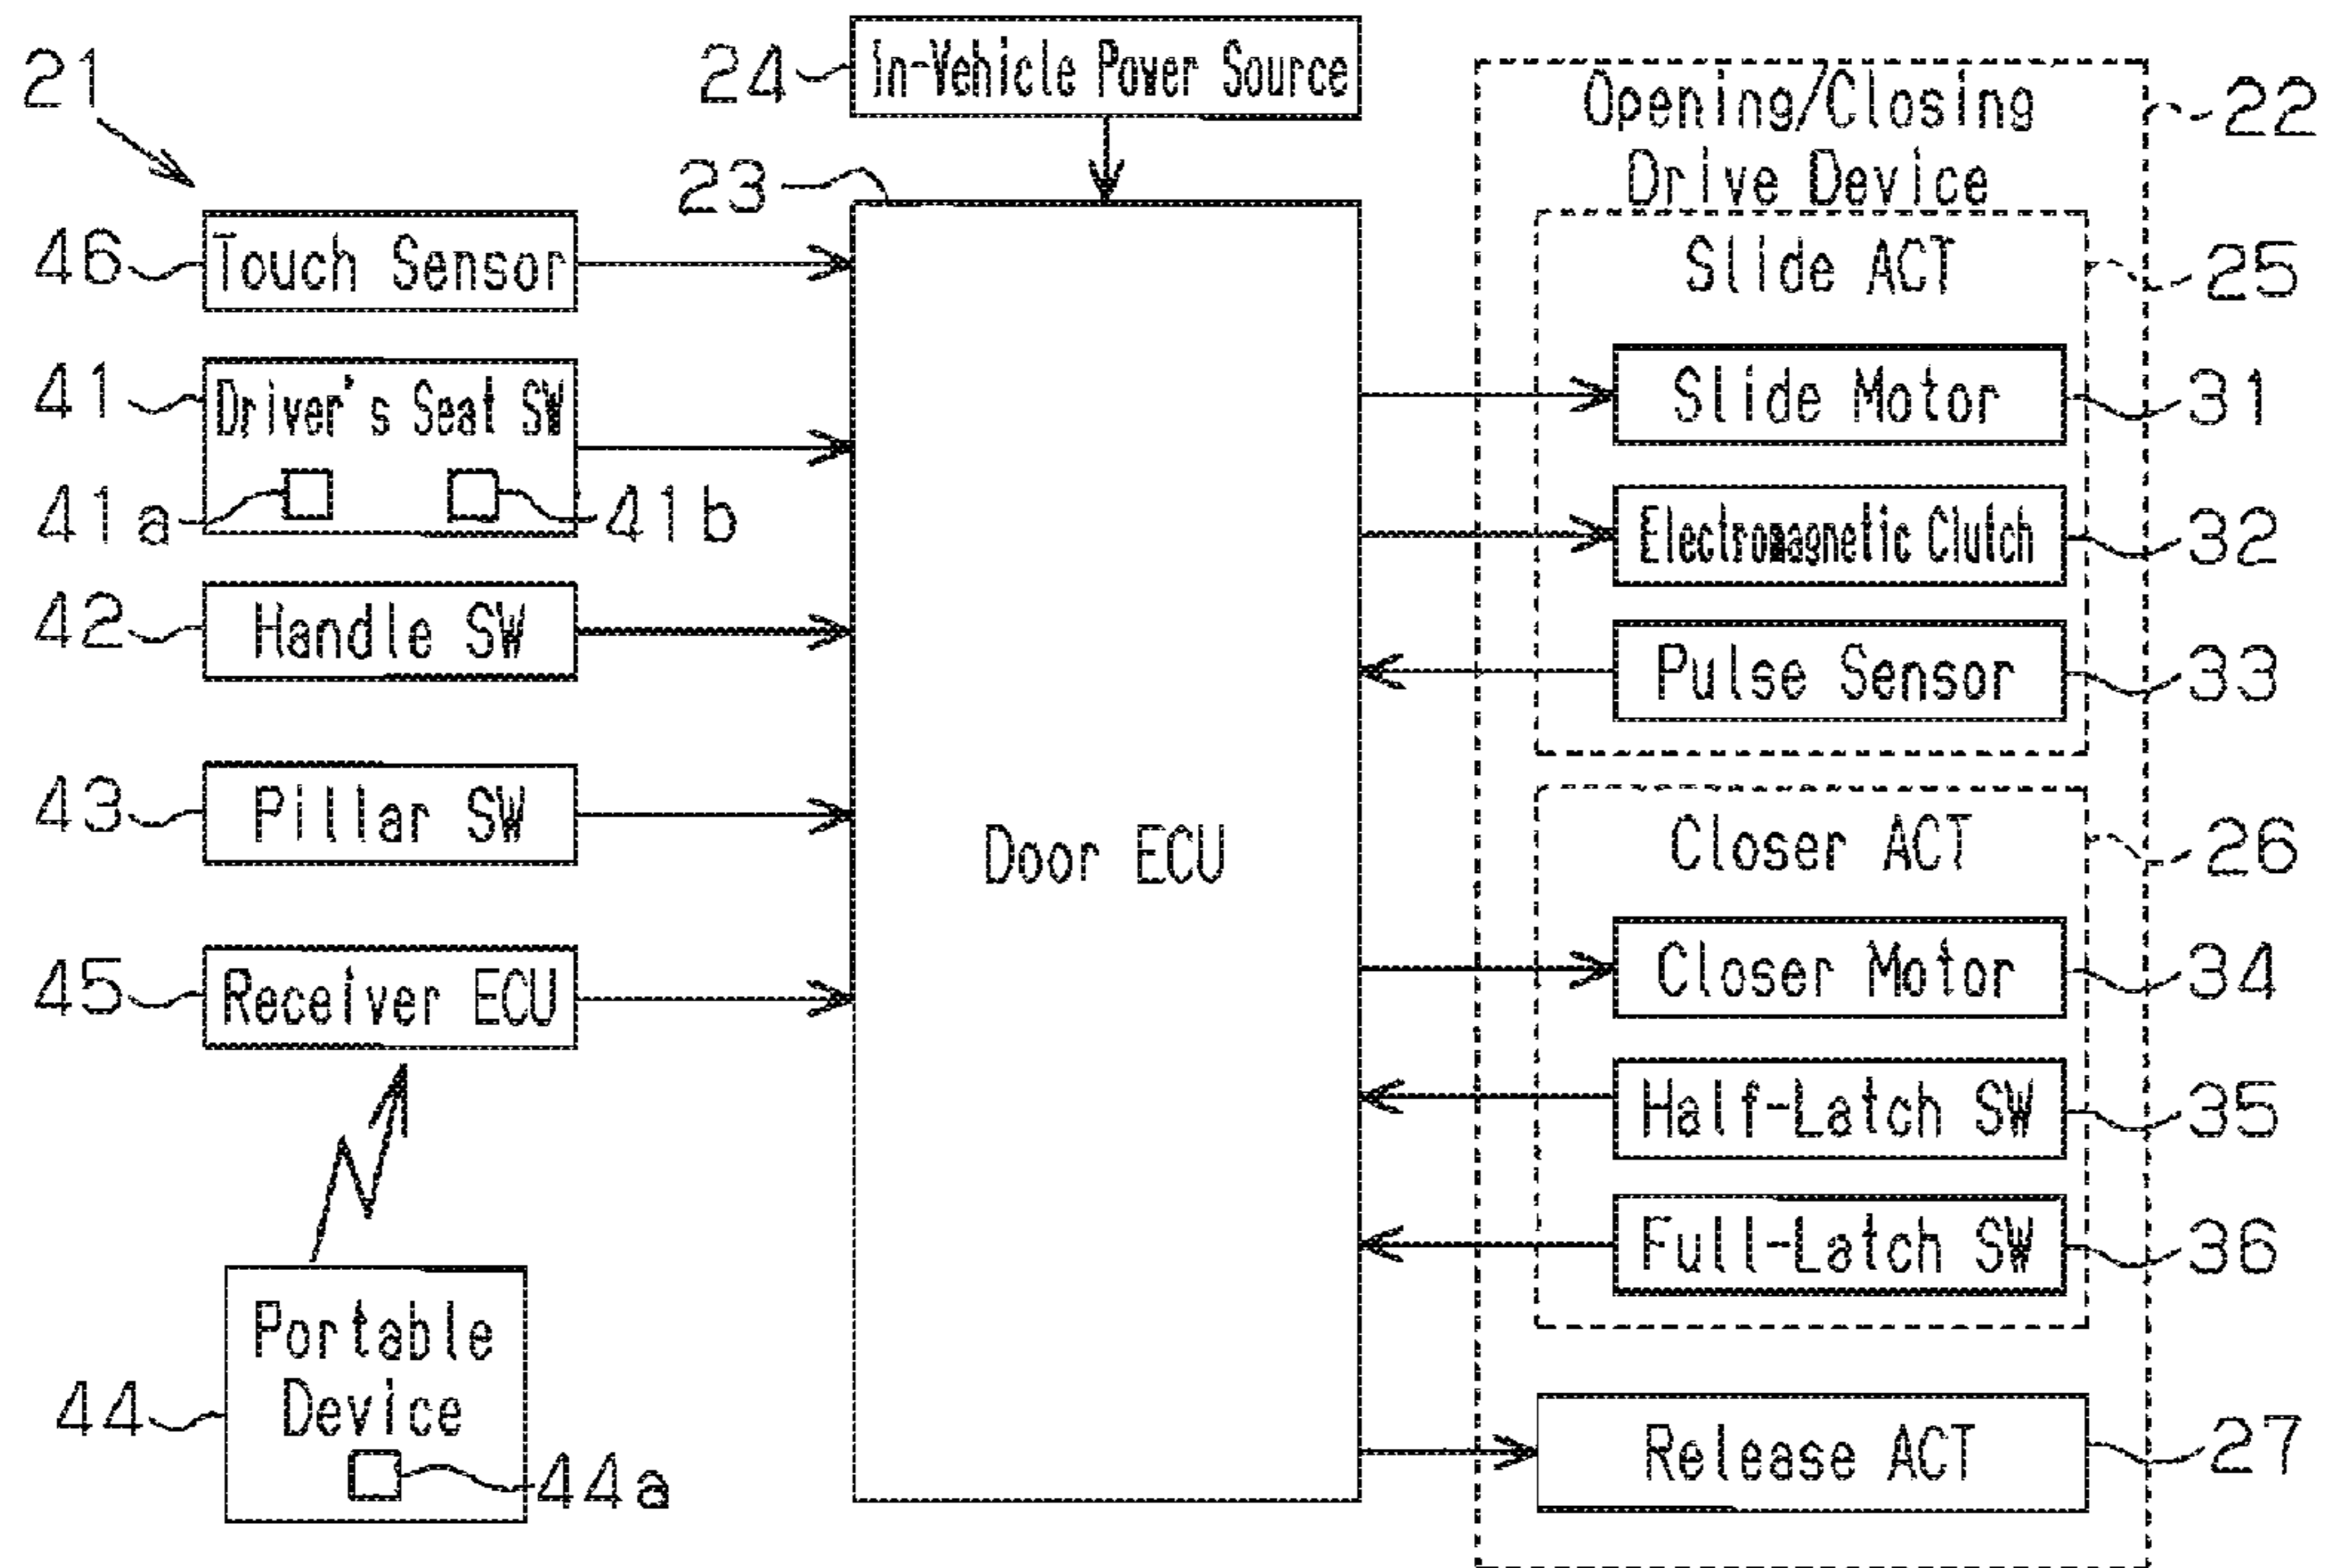 21
24
In-Vehicle Power Source
Opening/Closing
Drive Device
22
23
46
Touch Sensor
Slide ACT
25
41
Driver's Seat SW
41a
41b
Slide Motor
31
Electromagnetic Clutch
32
42
Handle SW
Pulse Sensor
33
43
Pillar SW
Door ECU
Closer ACT
26
45
Receiver ECU
Closer Motor
34
Half-Latch SW
35
Full-Latch SW
36
44
Portable
Device
44a
Release ACT
27